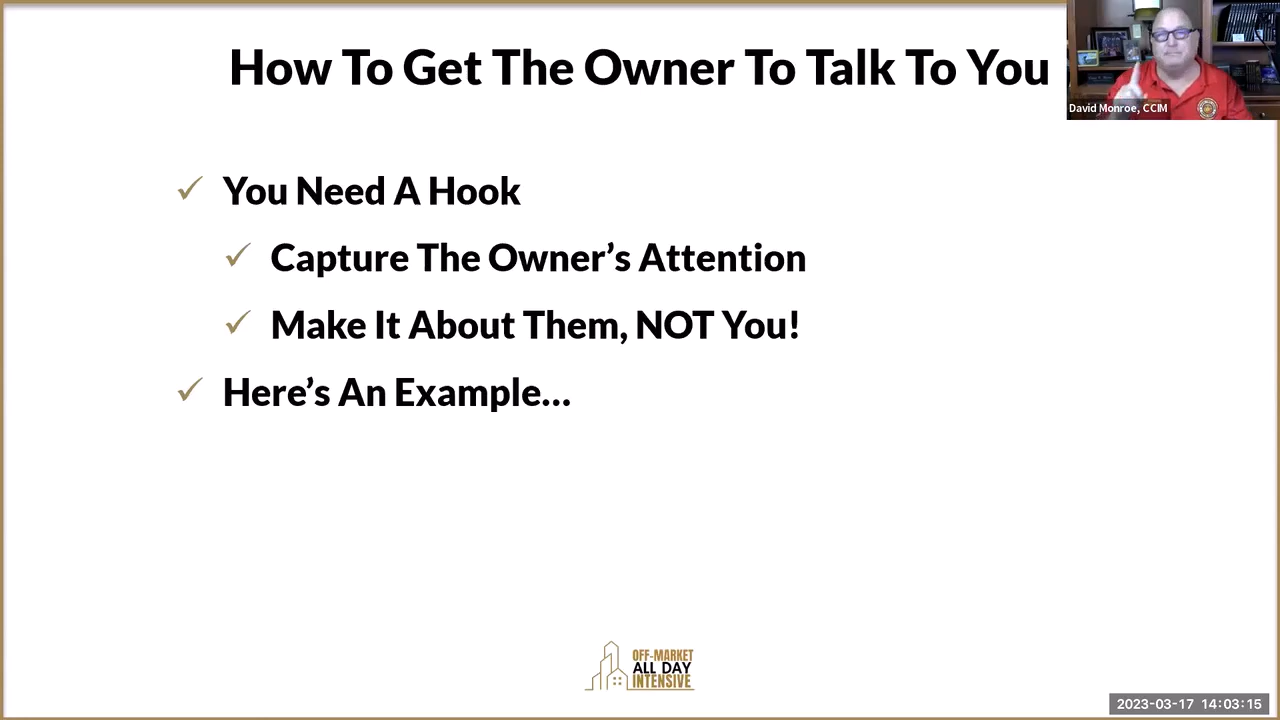 How To Get The Owner To Talk To You
David Monroe, CCIM
✓ You Need A Hook
✓ Capture The Owner’s Attention
✓ Make It About Them, NOT You!
✓ Here’s An Example...
OFF-MARKET
ALL DAY
INTENSIVE
2023-03-17 14:03:15